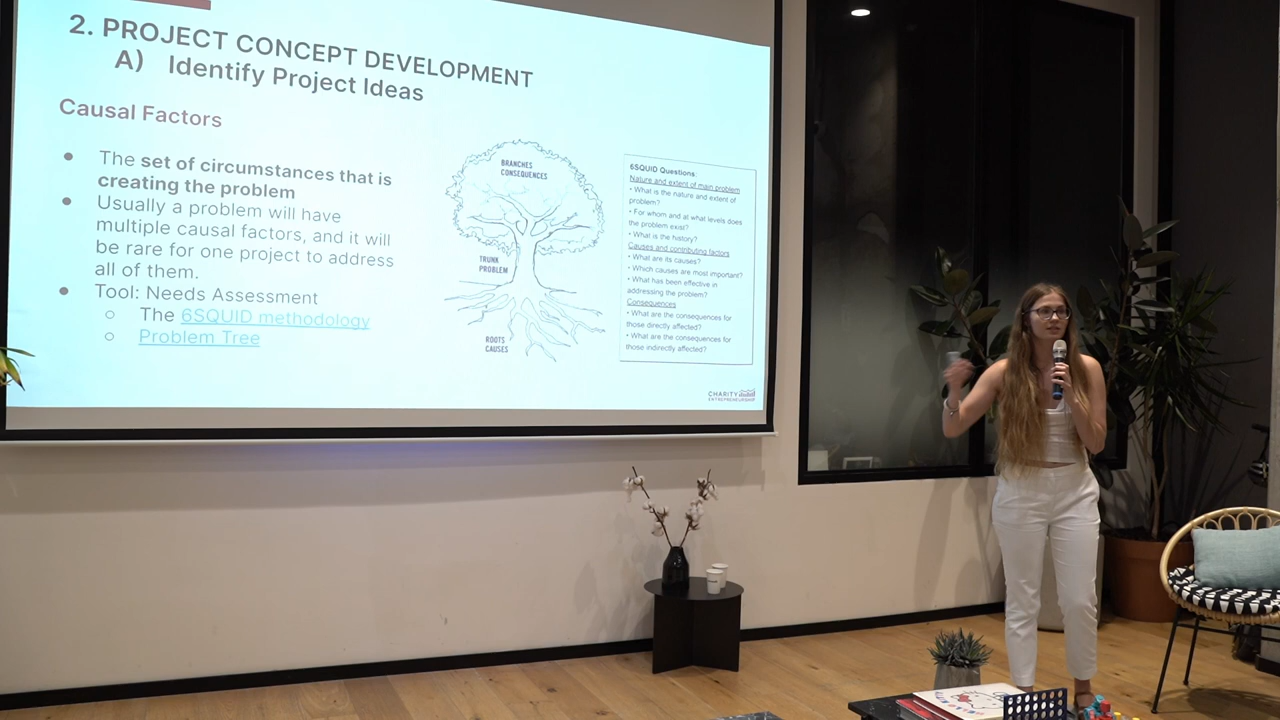 2. PROJECT CONCEPT DEVELOPMENT
A) Identify Project Ideas
Causal Factors
• The set of circumstances that is
creating the problem
• Usually a problem will have
multiple causal factors, and it will
be rare for one project to address
all of them.
• Tool: Needs Assessment
○ The 6SQUID methodology
○ Problem Tree
BRANCHES
CONSEQUENCES
TRUNK
PROBLEM
ROOTS
CAUSES
6SQUID Questions:
Nature and extent of main problem
• What is the nature and extent of
problem?
• For whom and at what levels does
the problem exist?
• What is the history?
Causes and contributing factors
• What are its causes?
• Which causes are most important?
• What has been effective in
addressing the problem?
Consequences
• What are the consequences for
those directly affected?
• What are the consequences for
those indirectly affected?
CHARITY
ENTREPRENEURSHIP